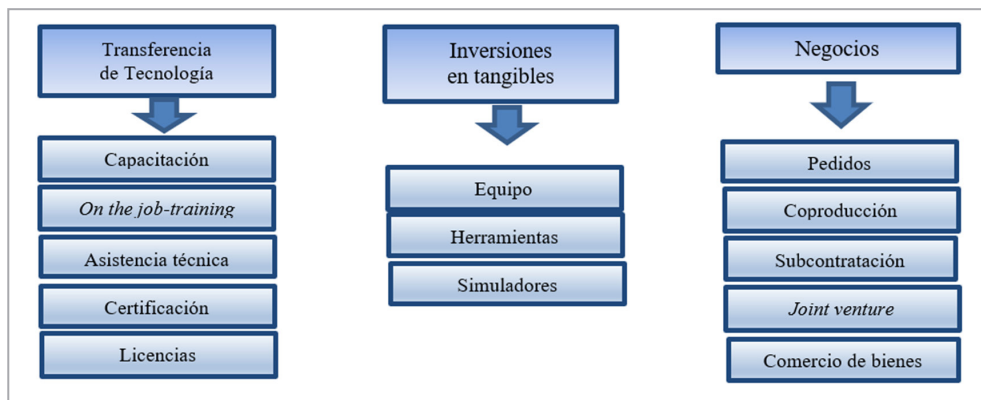 Transferencia
de Tecnología
Capacitación
On the job-training
Asistencia técnica
Certificación
Licencias
Inversiones
en tangibles
Equipo
Herramientas
Simuladores
Negocios
Pedidos
Coproducción
Subcontratación
Joint venture
Comercio de bienes